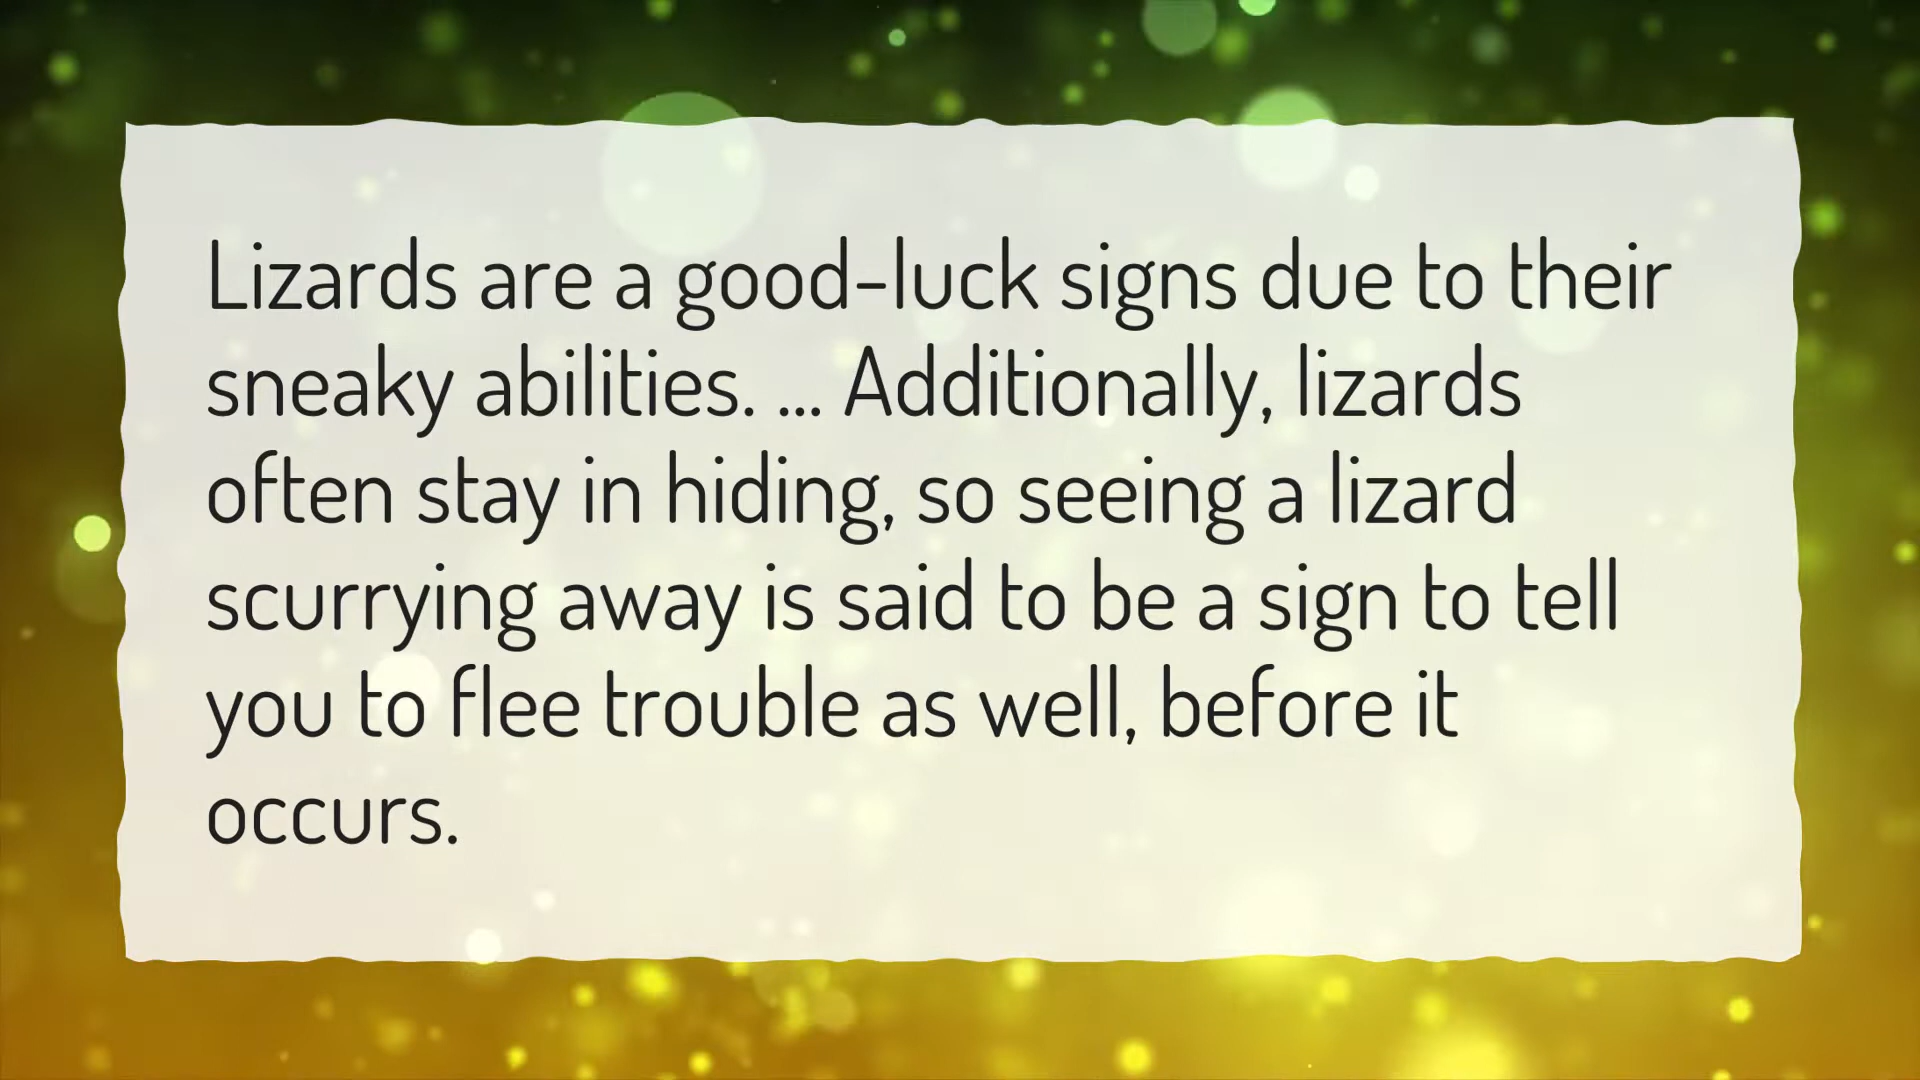 Lizards are a good-luck signs due to their
sneaky abilities. ... Additionally, lizards
often stay in hiding, so seeing a lizard
scurrying away is said to be a sign to tell
you to flee trouble as well, before it
occurs.